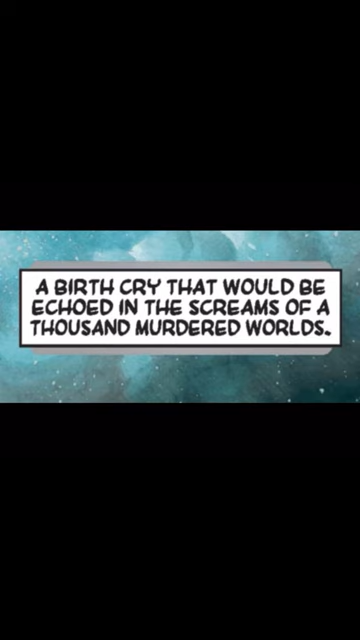 A BIRTH CRY THAT WOULD BE
ECHOED IN THE SCREAMS OF A
THOUSAND MURDERED WORLDS.